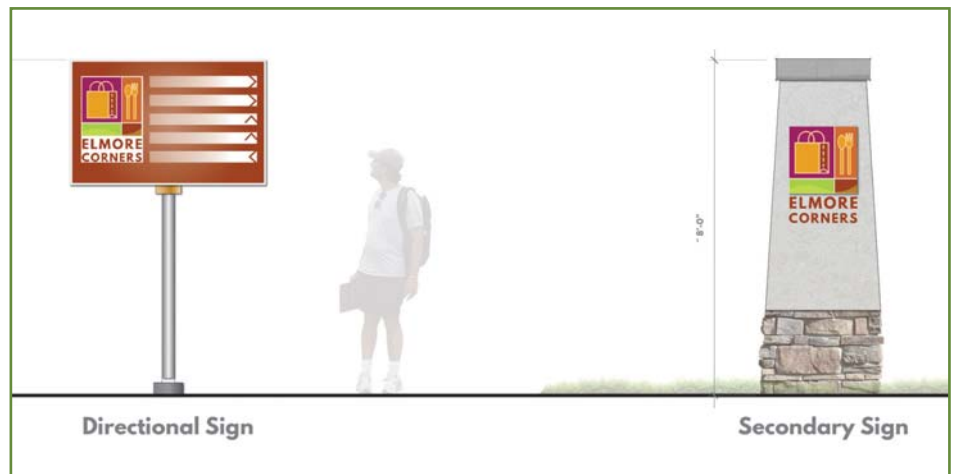 ELMORE
CORNERS
ELMORE
CORNERS
~ 8'-0"
Directional Sign
Secondary Sign